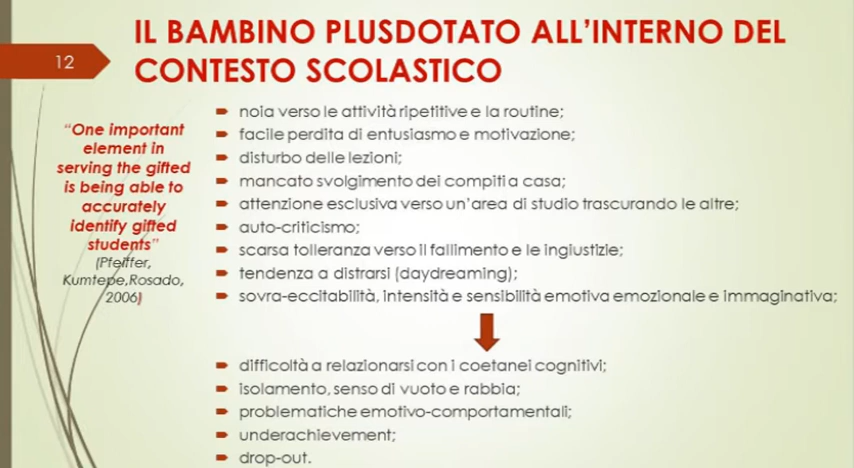 12
IL BAMBINO PLUSDOTATO ALL'INTERNO DEL
CONTESTO SCOLASTICO
"One important
element in
serving the gifted
is being able to
accurately
identify gifted
students"
(Pfeiffer,
Kumtepe,Rosado,
2006)
noia verso le attività ripetitive e la routine;
facile perdita di entusiasmo e motivazione;
disturbo delle lezioni;
mancato svolgimento dei compiti a casa;
attenzione esclusiva verso un'area di studio trascurando le altre;
auto-criticismo;
scarsa tolleranza verso il fallimento e le ingiustizie;
tendenza a distrarsi (daydreaming);
sovra-eccitabilità, intensità e sensibilità emotiva emozionale e immaginativa;
difficoltà a relazionarsi con i coetanei cognitivi;
isolamento, senso di vuoto e rabbia;
problematiche emotivo-comportamentali;
underachievement;
drop-out.